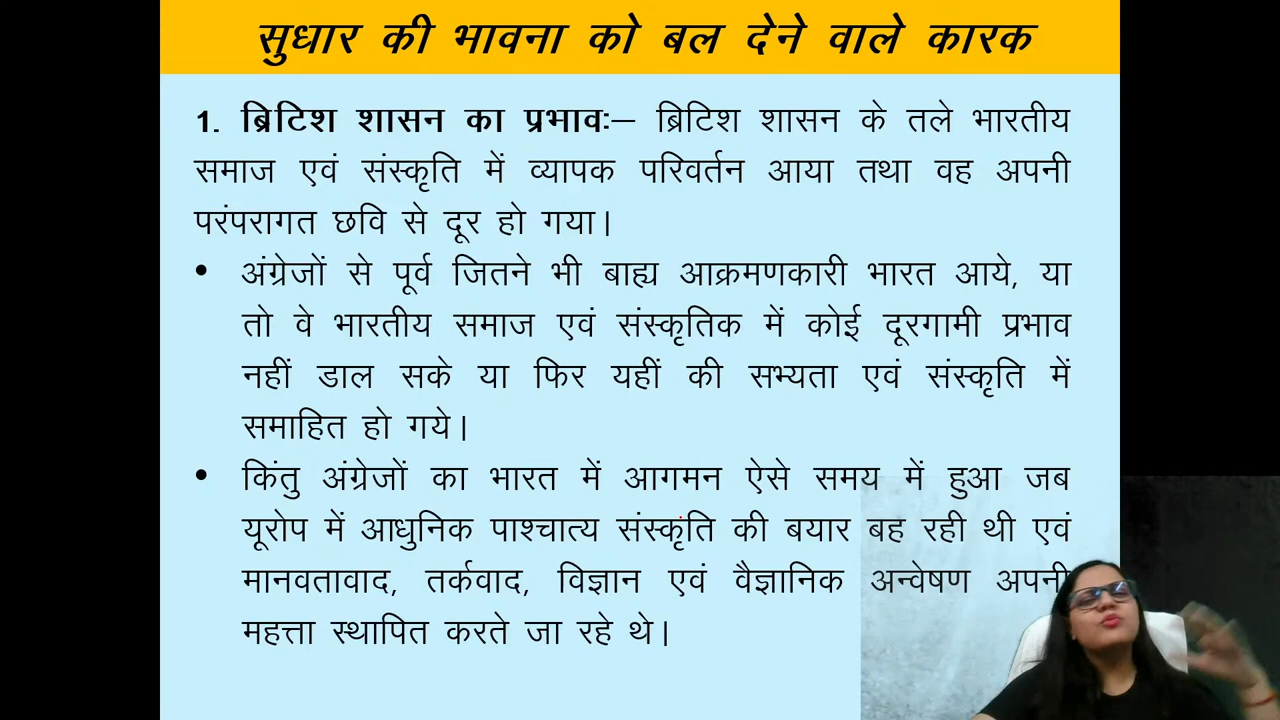 सुधार की भावना को बल देने वाले कारक
1. ब्रिटिश शासन का प्रभावः– ब्रिटिश शासन के तले भारतीय
समाज एवं संस्कृति में व्यापक परिवर्तन आया तथा वह अपनी
परंपरागत छवि से दूर हो गया।
• अंग्रेजों से पूर्व जितने भी बाह्य आक्रमणकारी भारत आये, या
तो वे भारतीय समाज एवं संस्कृतिक में कोई दूरगामी प्रभाव
नहीं डाल सके या फिर यहीं की सभ्यता एवं संस्कृति में
समाहित हो गये।
• किंतु अंग्रेजों का भारत में आगमन ऐसे समय में हुआ जब
यूरोप में आधुनिक पाश्चात्य संस्कृति की बयार बह रही थी एवं
मानवतावाद, तर्कवाद, विज्ञान एवं वैज्ञानिक अन्वेषण अपनी
महत्ता स्थापित करते जा रहे थे।